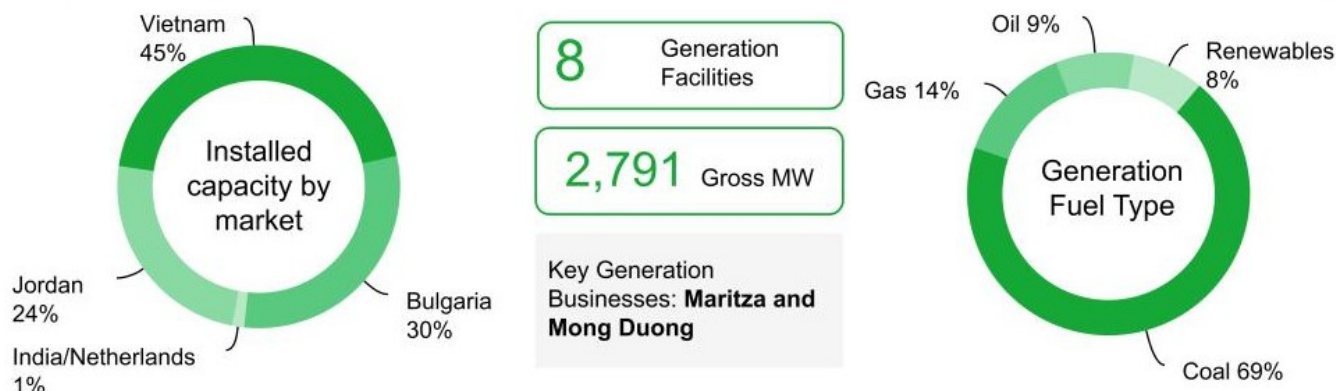 Vietnam
45%
Installed
capacity by
market
Jordan
24%
India/Netherlands
1%
Bulgaria
30%
8
Generation
Facilities
2,791 Gross MW
Key Generation
Businesses: Maritza and
Mong Duong
Oil 9%
Renewables
8%
Gas 14%
Generation
Fuel Type
Coal 69%